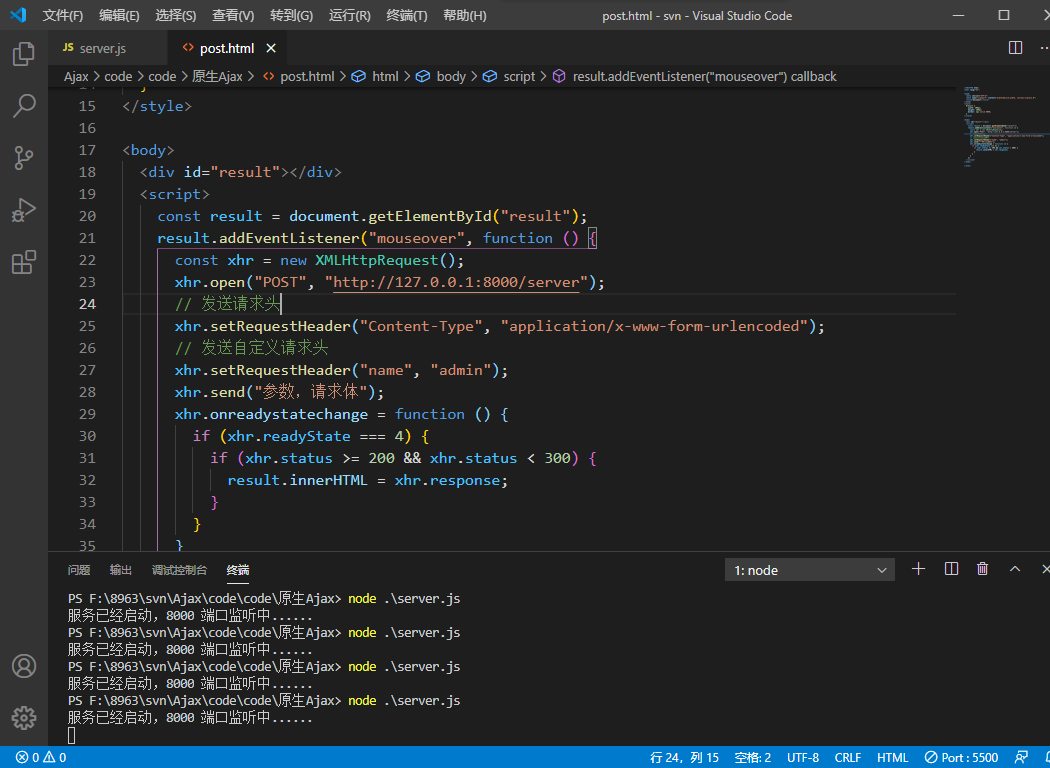 文件(F) 编辑(E) 选择(S) 查看(V) 转到(G) 运行(R) 终端(T) 帮助(H) post.html - svn - Visual Studio Code
JS server.js <> post.html
Ajax > code > code > 原生Ajax > <> post.html > html > body > script > result.addEventListener("mouseover") callback
15 </style>
16
17 <body>
18 <div id="result"></div>
19 <script>
20 const result = document.getElementById("result");
21 result.addEventListener("mouseover", function () {
22 const xhr = new XMLHttpRequest();
23 xhr.open("POST", "http://127.0.0.1:8000/server");
24 // 发送请求头
25 xhr.setRequestHeader("Content-Type", "application/x-www-form-urlencoded");
26 // 发送自定义请求头
27 xhr.setRequestHeader("name", "admin");
28 xhr.send("参数，请求体");
29 xhr.onreadystatechange = function () {
30 if (xhr.readyState === 4) {
31 if (xhr.status >= 200 && xhr.status < 300) {
32 result.innerHTML = xhr.response;
33 }
34 }
35 }
问题 输出 调试控制台 终端 1: node
PS F:\8963\svn\Ajax\code\code\原生Ajax> node .\server.js
服务已经启动，8000 端口监听中......
PS F:\8963\svn\Ajax\code\code\原生Ajax> node .\server.js
服务已经启动，8000 端口监听中......
PS F:\8963\svn\Ajax\code\code\原生Ajax> node .\server.js
服务已经启动，8000 端口监听中......
PS F:\8963\svn\Ajax\code\code\原生Ajax> node .\server.js
服务已经启动，8000 端口监听中......
0 0 行 24，列 15 空格: 2 UTF-8 CRLF HTML Port : 5500